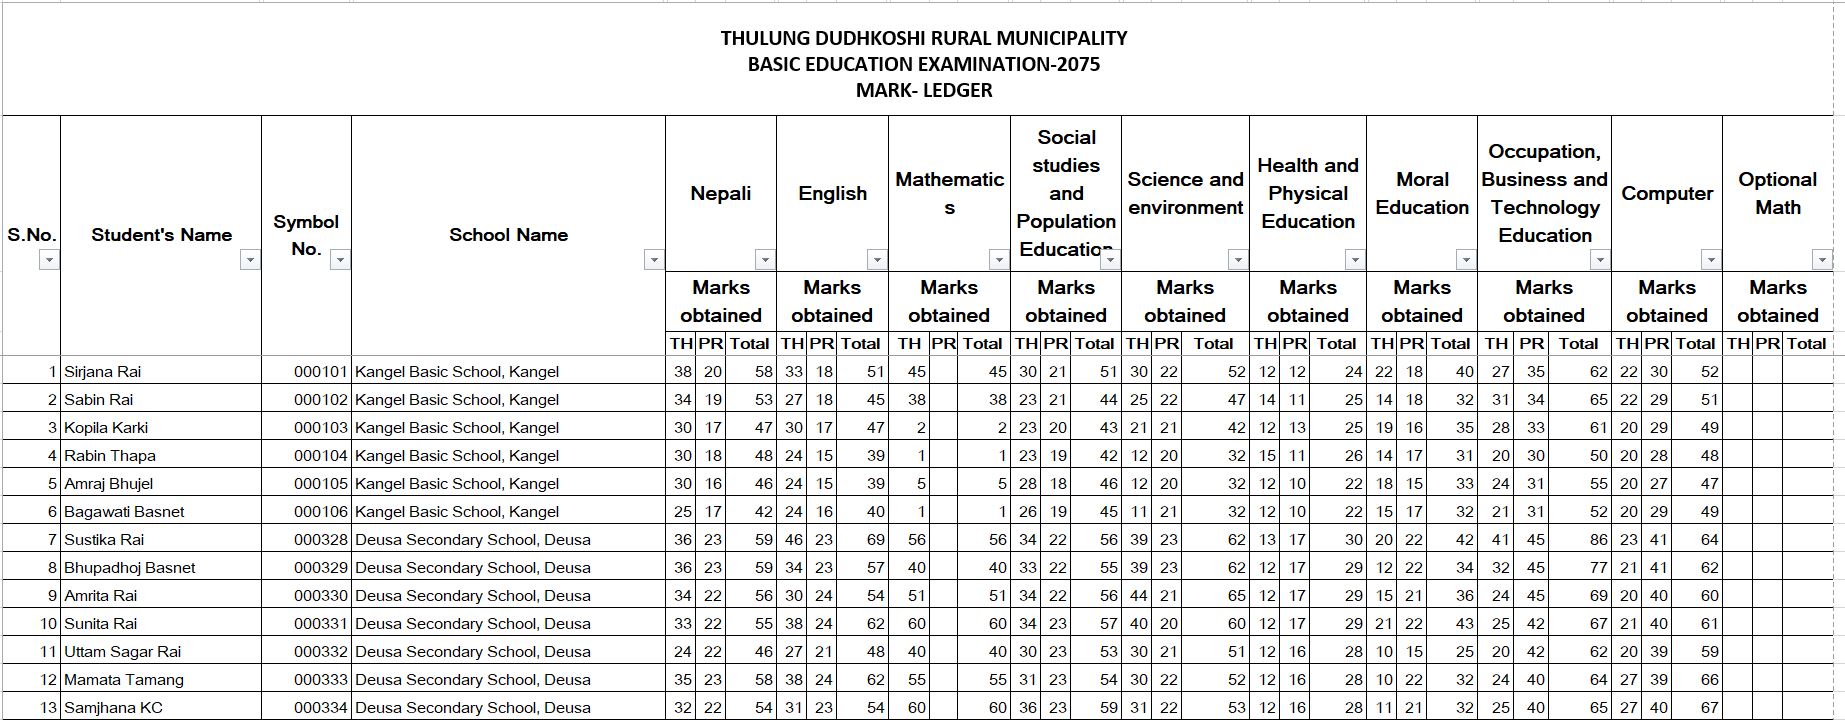 THULUNG DUDHKOSHI RURAL MUNICIPALITY
BASIC EDUCATION EXAMINATION-2075
MARK- LEDGER
S.No. Student's Name Symbol No. School Name Nepali English Mathematics Social studies and Population Education Science and environment Health and Physical Education Moral Education Occupation, Business and Technology Education Computer Optional Math
Marks obtained Marks obtained Marks obtained Marks obtained Marks obtained Marks obtained Marks obtained Marks obtained Marks obtained Marks obtained
TH PR Total TH PR Total TH PR Total TH PR Total TH PR Total TH PR Total TH PR Total TH PR Total TH PR Total TH PR Total
1 Sirjana Rai 000101 Kangel Basic School, Kangel 38 20 58 33 18 51 45 45 30 21 51 30 22 52 12 12 24 22 18 40 27 35 62 22 30 52
2 Sabin Rai 000102 Kangel Basic School, Kangel 34 19 53 27 18 45 38 38 23 21 44 25 22 47 14 11 25 14 18 32 31 34 65 22 29 51
3 Kopila Karki 000103 Kangel Basic School, Kangel 30 17 47 30 17 47 2 2 23 20 43 21 21 42 12 13 25 19 16 35 28 33 61 20 29 49
4 Rabin Thapa 000104 Kangel Basic School, Kangel 30 18 48 24 15 39 1 1 23 19 42 12 20 32 15 11 26 14 17 31 20 30 50 20 28 48
5 Amraj Bhujel 000105 Kangel Basic School, Kangel 30 16 46 24 15 39 5 5 28 18 46 12 20 32 12 10 22 18 15 33 24 31 55 20 27 47
6 Bagawati Basnet 000106 Kangel Basic School, Kangel 25 17 42 24 16 40 1 1 26 19 45 11 21 32 12 10 22 15 17 32 21 31 52 20 29 49
7 Sustika Rai 000328 Deusa Secondary School, Deusa 36 23 59 46 23 69 56 56 34 22 56 39 23 62 13 17 30 20 22 42 41 45 86 23 41 64
8 Bhupadhoj Basnet 000329 Deusa Secondary School, Deusa 36 23 59 34 23 57 40 40 33 22 55 39 23 62 12 17 29 12 22 34 32 45 77 21 41 62
9 Amrita Rai 000330 Deusa Secondary School, Deusa 34 22 56 30 24 54 51 51 34 22 56 44 21 65 12 17 29 15 21 36 24 45 69 20 40 60
10 Sunita Rai 000331 Deusa Secondary School, Deusa 33 22 55 38 24 62 60 60 34 23 57 40 20 60 12 17 29 21 22 43 25 42 67 21 40 61
11 Uttam Sagar Rai 000332 Deusa Secondary School, Deusa 24 22 46 27 21 48 40 40 30 23 53 30 21 51 12 16 28 10 15 25 20 42 62 20 39 59
12 Mamata Tamang 000333 Deusa Secondary School, Deusa 35 23 58 38 24 62 55 55 31 23 54 30 22 52 12 16 28 10 22 32 24 40 64 27 39 66
13 Samjhana KC 000334 Deusa Secondary School, Deusa 32 22 54 31 23 54 60 60 36 23 59 31 22 53 12 16 28 11 21 32 25 40 65 27 40 67